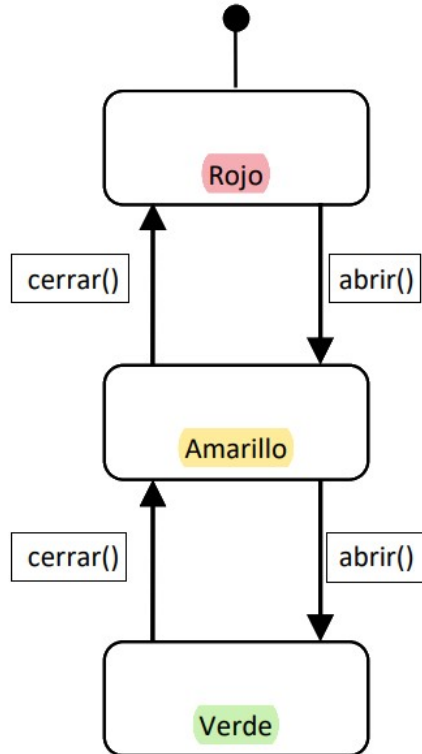 Rojo
cerrar()
abrir()
Amarillo
cerrar()
abrir()
Verde